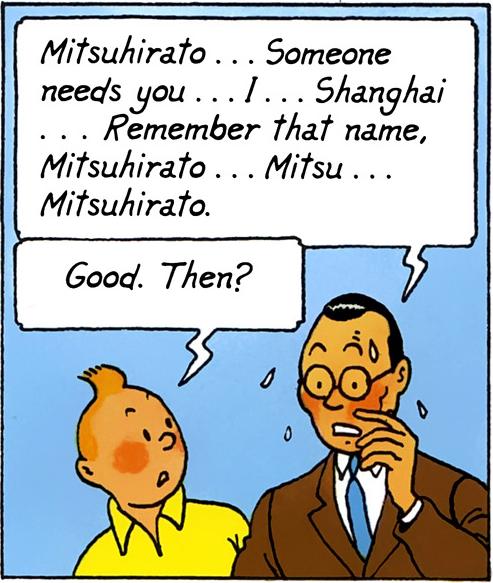 Mitsuhirato . . . Someone
needs you . . . I . . . Shanghai
. . . Remember that name,
Mitsuhirato . . . Mitsu . . .
Mitsuhirato.
Good. Then?